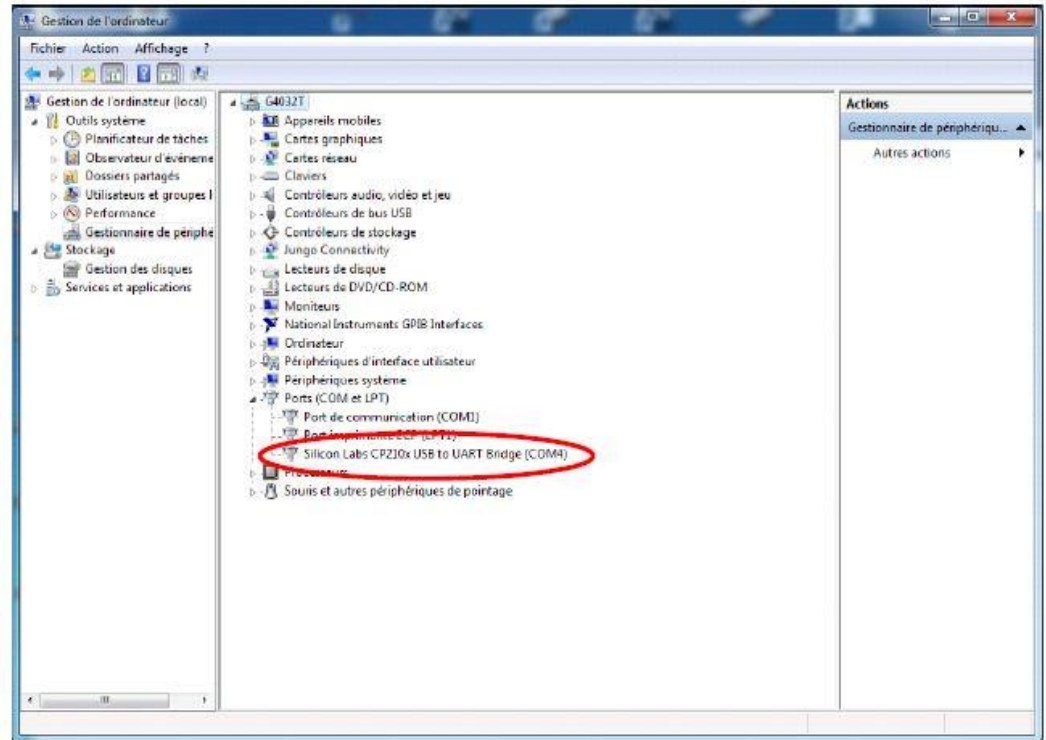 Gestion de l'ordinateur
Fichier Action Affichage ?
Gestion de l'ordinateur (local)
Outils système
Planificateur de tâches
Observateur d'événeme
Dossiers partagés
Utilisateurs et groupes l
Performance
Gestionnaire de périphé
Stockage
Gestion des disques
Services et applications
G4032T
Appareils mobiles
Cartes graphiques
Cartes réseau
Claviers
Contrôleurs audio, vidéo et jeu
Contrôleurs de bus USB
Contrôleurs de stockage
Jungo Connectivity
Lecteurs de disque
Lecteurs de DVD/CD-ROM
Moniteurs
National Instruments GPIB Interfaces
Ordinateur
Périphériques d'interface utilisateur
Périphériques système
Ports (COM et LPT)
Port de communication (COM1)
Port imprimante ECP (LPT1)
Silicon Labs CP210x USB to UART Bridge (COM4)
Processeurs
Souris et autres périphériques de pointage
Actions
Gestionnaire de périphériqu...
Autres actions